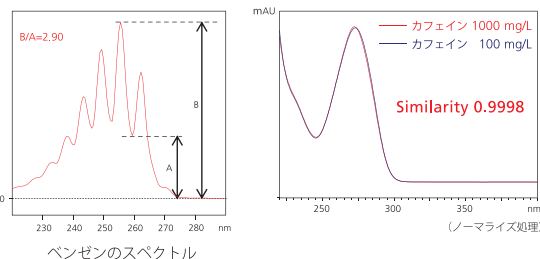 B/A=2.90
B
A
0
230 240 250 260 270 280 nm
ベンゼンのスペクトル
mAU
カフェイン 1000 mg/L
カフェイン 100 mg/L
Similarity 0.9998
250 300 350 nm
(ノーマライズ処理)